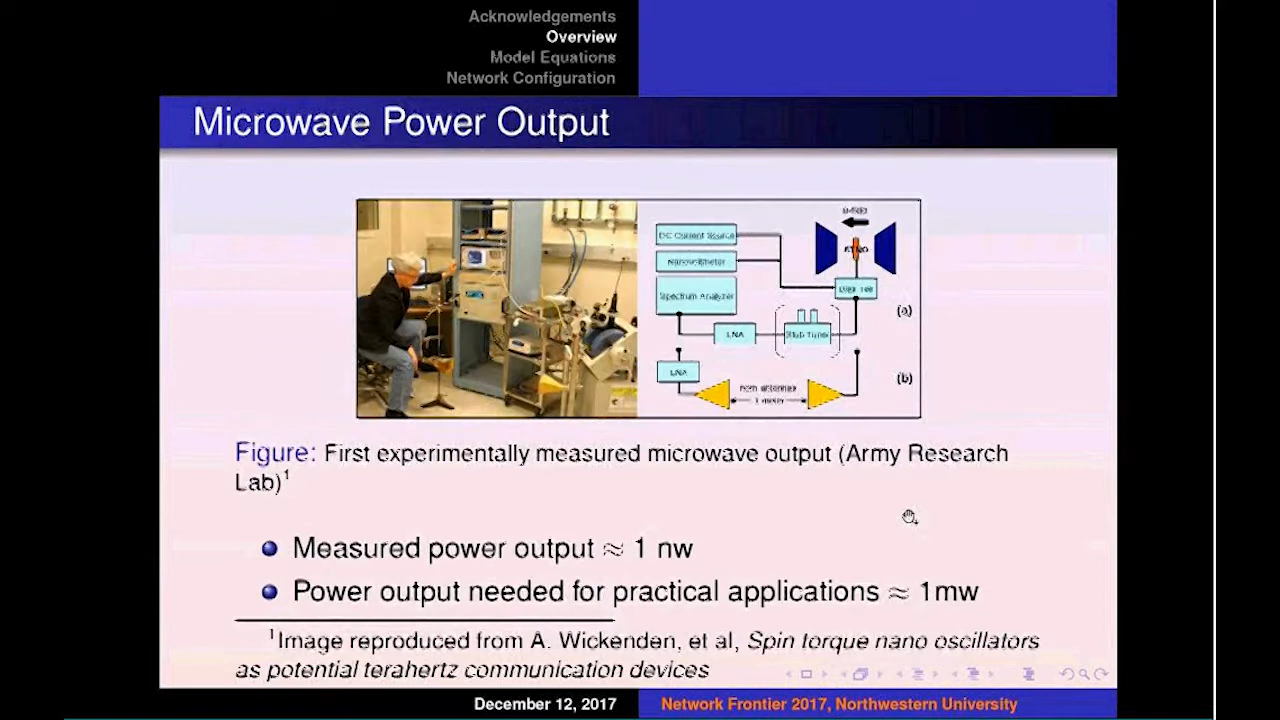 Acknowledgements
Overview
Model Equations
Network Configuration
Microwave Power Output
DC Current Source
Nanovoltmeter
Spectrum Analyzer
LNA
Stub Tuner
(a)
LNA
(b)
1 meter
Figure: First experimentally measured microwave output (Army Research
Lab)1
Measured power output ≈ 1 nw
Power output needed for practical applications ≈ 1mw
1Image reproduced from A. Wickenden, et al, Spin torque nano oscillators
as potential terahertz communication devices
December 12, 2017
Network Frontier 2017, Northwestern University